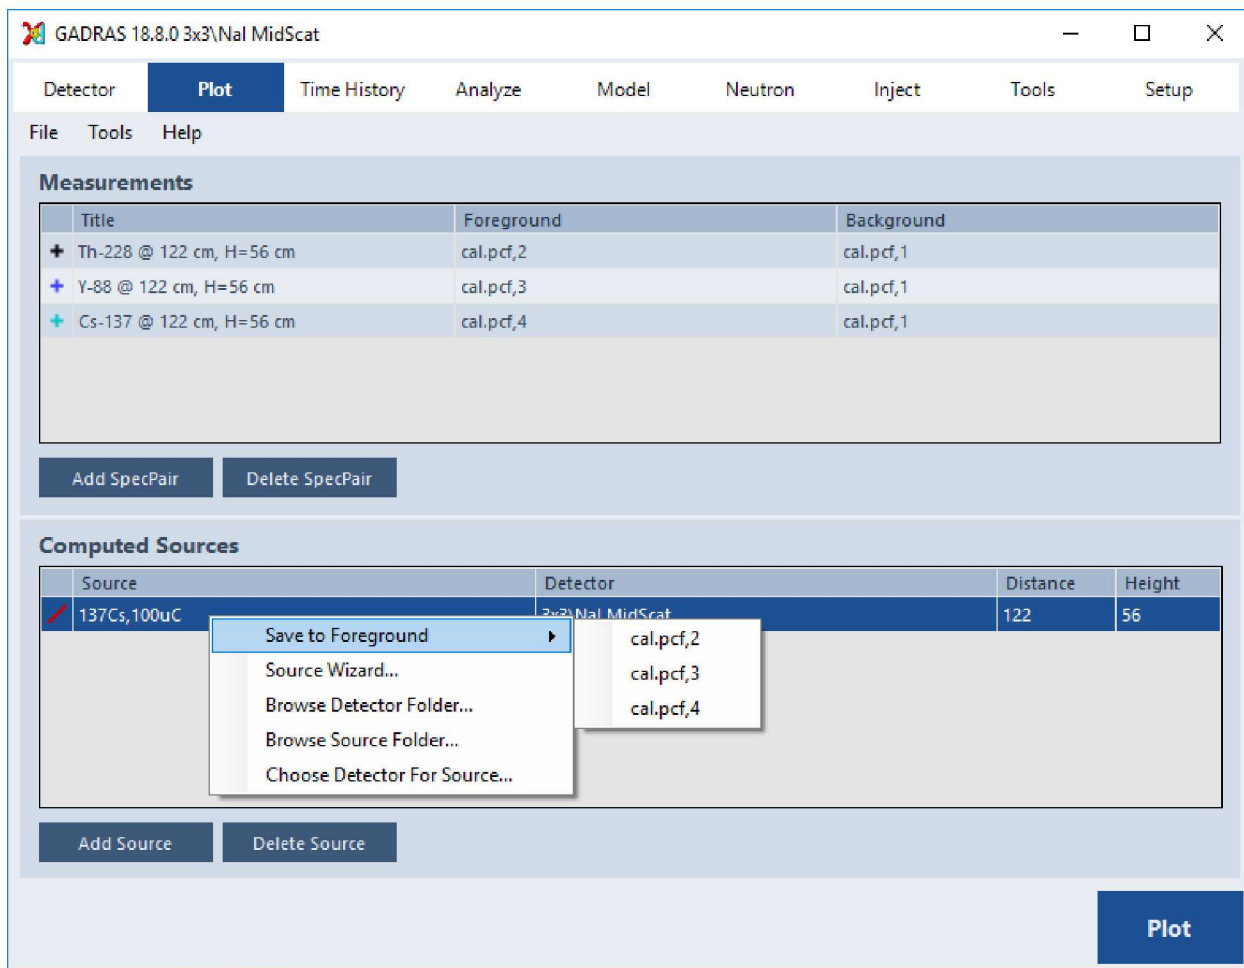 GADRAS 18.8.0 3x3\NaI MidScat
Detector Plot Time History Analyze Model Neutron Inject Tools Setup
File Tools Help
Measurements
Title Foreground Background
Th-228 @ 122 cm, H=56 cm cal.pcf,2 cal.pcf,1
Y-88 @ 122 cm, H=56 cm cal.pcf,3 cal.pcf,1
Cs-137 @ 122 cm, H=56 cm cal.pcf,4 cal.pcf,1
Add SpecPair Delete SpecPair
Computed Sources
Source Detector Distance Height
137Cs,100uC 3x3\NaI MidScat 122 56
Save to Foreground cal.pcf,2
Source Wizard... cal.pcf,3
Browse Detector Folder... cal.pcf,4
Browse Source Folder...
Choose Detector For Source...
Add Source Delete Source
Plot